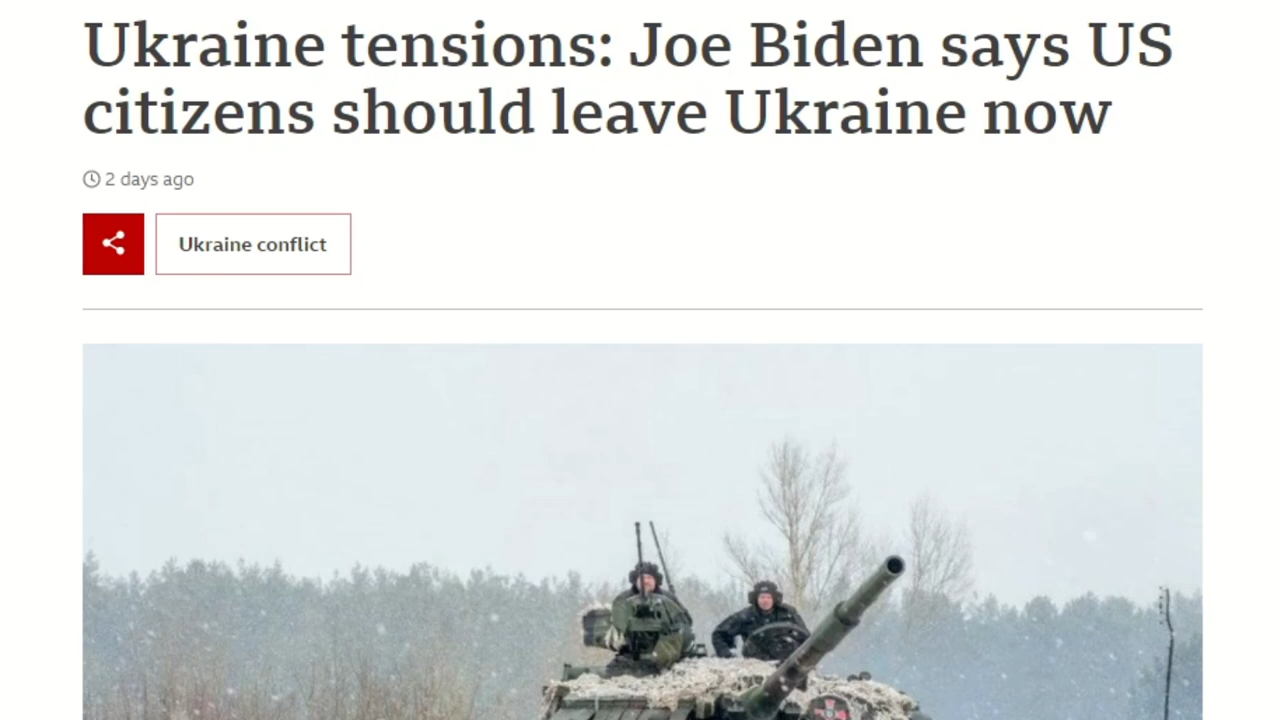 Ukraine tensions: Joe Biden says US
citizens should leave Ukraine now
2 days ago
Ukraine conflict